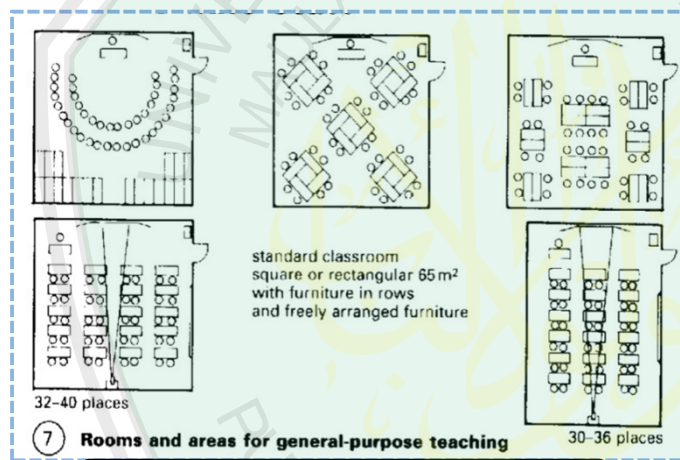 standard classroom
square or rectangular 65 m²
with furniture in rows
and freely arranged furniture
32–40 places
30–36 places
7 Rooms and areas for general-purpose teaching